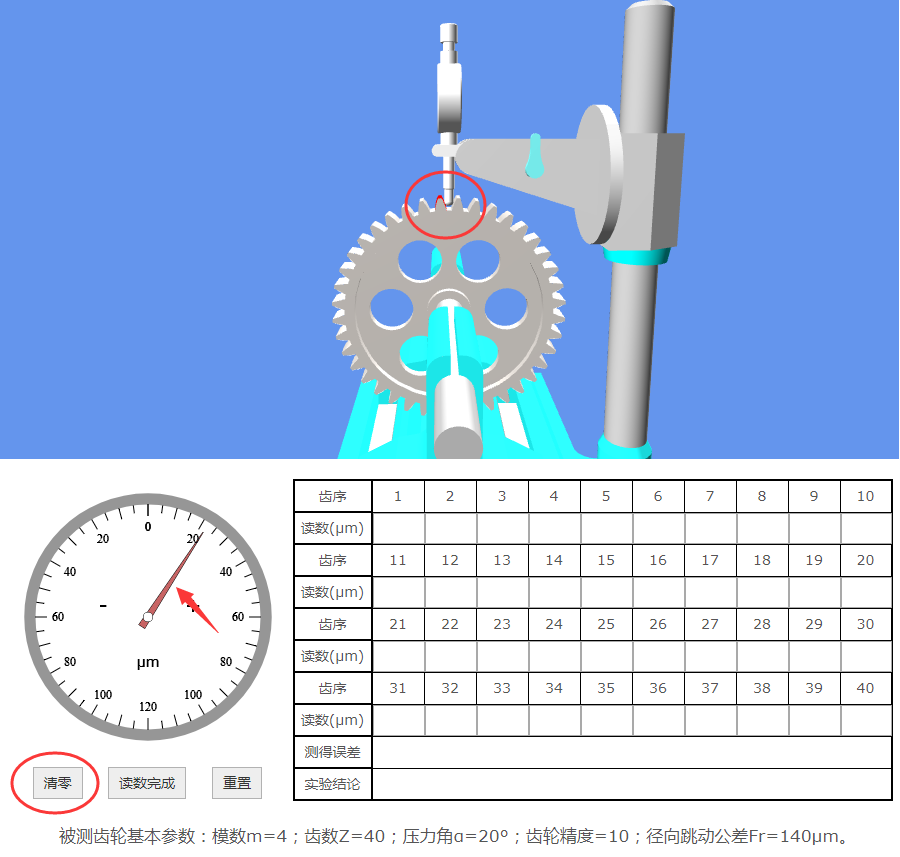 0
20 20
40 40
- +
60 60
μm
80 80
100 100
120
清零 读数完成 重置
齿序 1 2 3 4 5 6 7 8 9 10
读数(μm)
齿序 11 12 13 14 15 16 17 18 19 20
读数(μm)
齿序 21 22 23 24 25 26 27 28 29 30
读数(μm)
齿序 31 32 33 34 35 36 37 38 39 40
读数(μm)
测得误差
实验结论
被测齿轮基本参数：模数m=4；齿数Z=40；压力角α=20°；齿轮精度=10；径向跳动公差Fr=140μm。